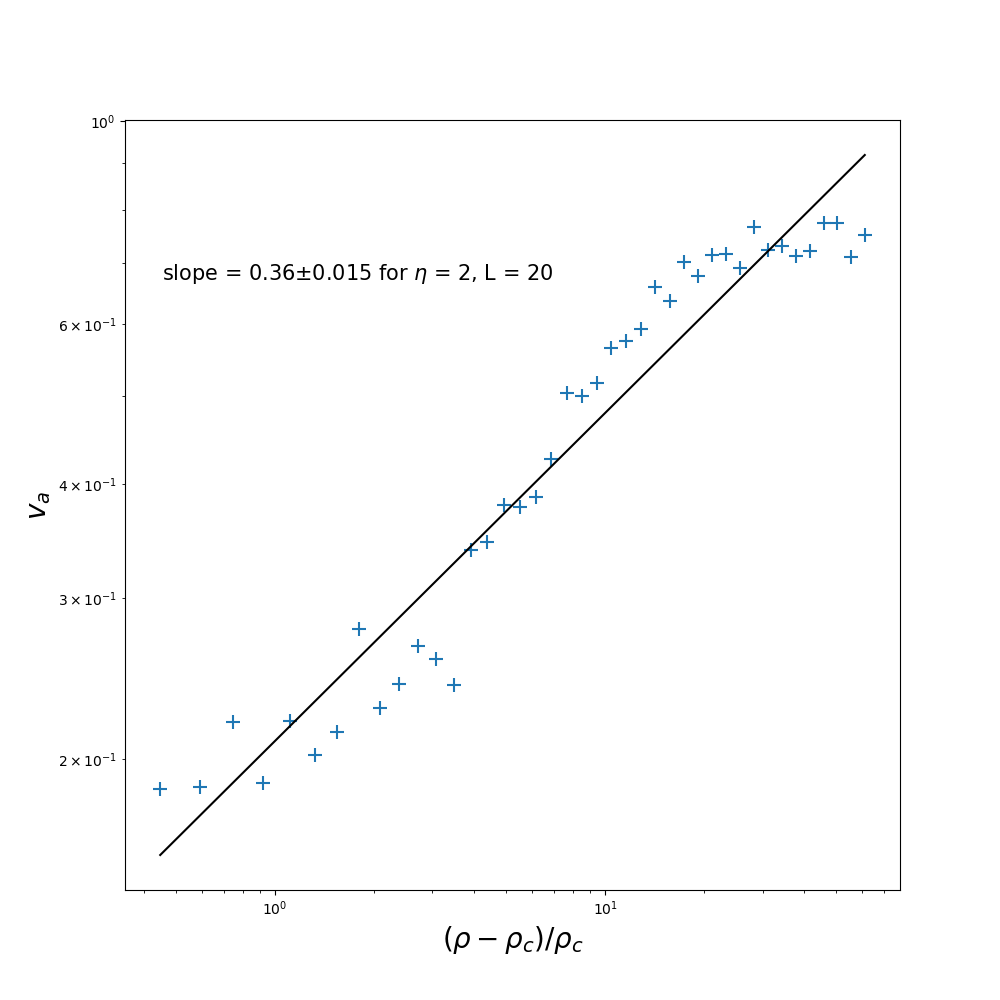 10⁰
slope = 0.36±0.015 for η = 2, L = 20
6 × 10⁻¹
4 × 10⁻¹
vₐ
3 × 10⁻¹
2 × 10⁻¹
10⁰ 10¹
(ρ − ρ_c)/ρ_c